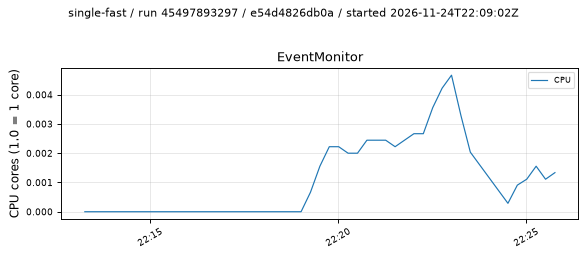 single-fast / run 45497893297 / e54d4826db0a / started 2026-11-24T22:09:02Z
EventMonitor
CPU cores (1.0 = 1 core)
0.004
0.003
0.002
0.001
0.000
CPU
22:15
22:20
22:25